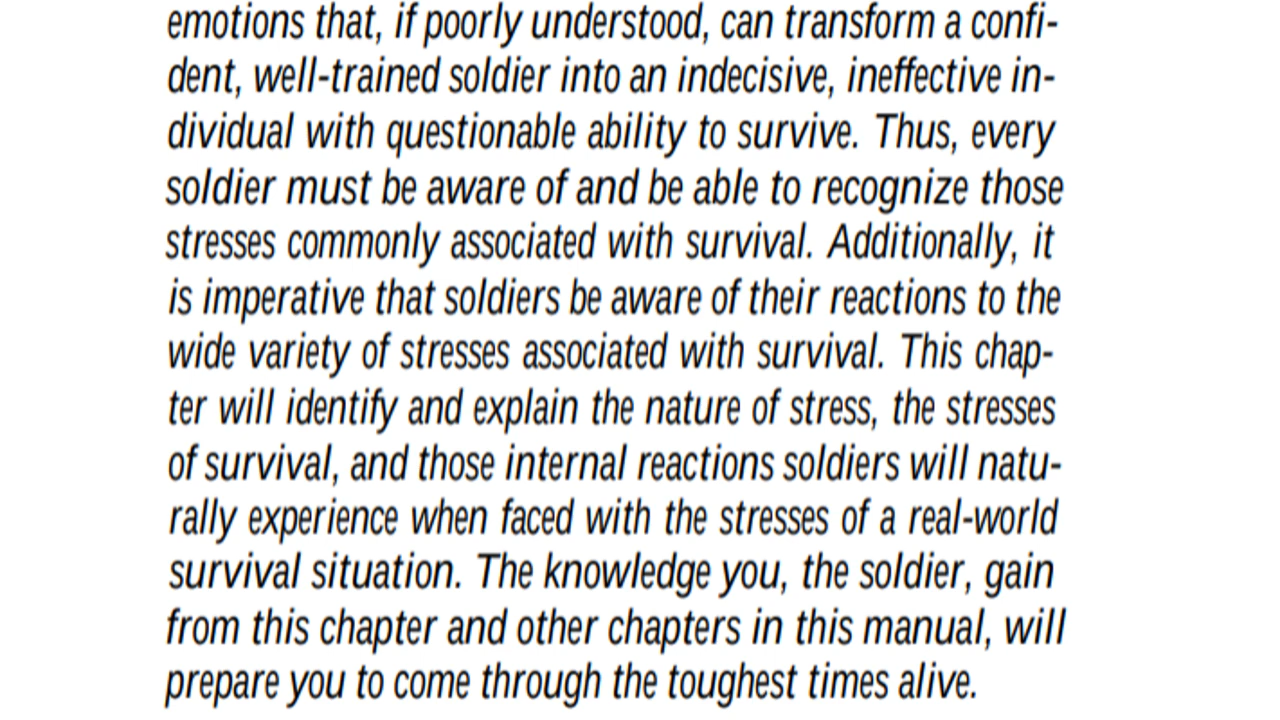 emotions that, if poorly understood, can transform a confi-
dent, well-trained soldier into an indecisive, ineffective in-
dividual with questionable ability to survive. Thus, every
soldier must be aware of and be able to recognize those
stresses commonly associated with survival. Additionally, it
is imperative that soldiers be aware of their reactions to the
wide variety of stresses associated with survival. This chap-
ter will identify and explain the nature of stress, the stresses
of survival, and those internal reactions soldiers will natu-
rally experience when faced with the stresses of a real-world
survival situation. The knowledge you, the soldier, gain
from this chapter and other chapters in this manual, will
prepare you to come through the toughest times alive.